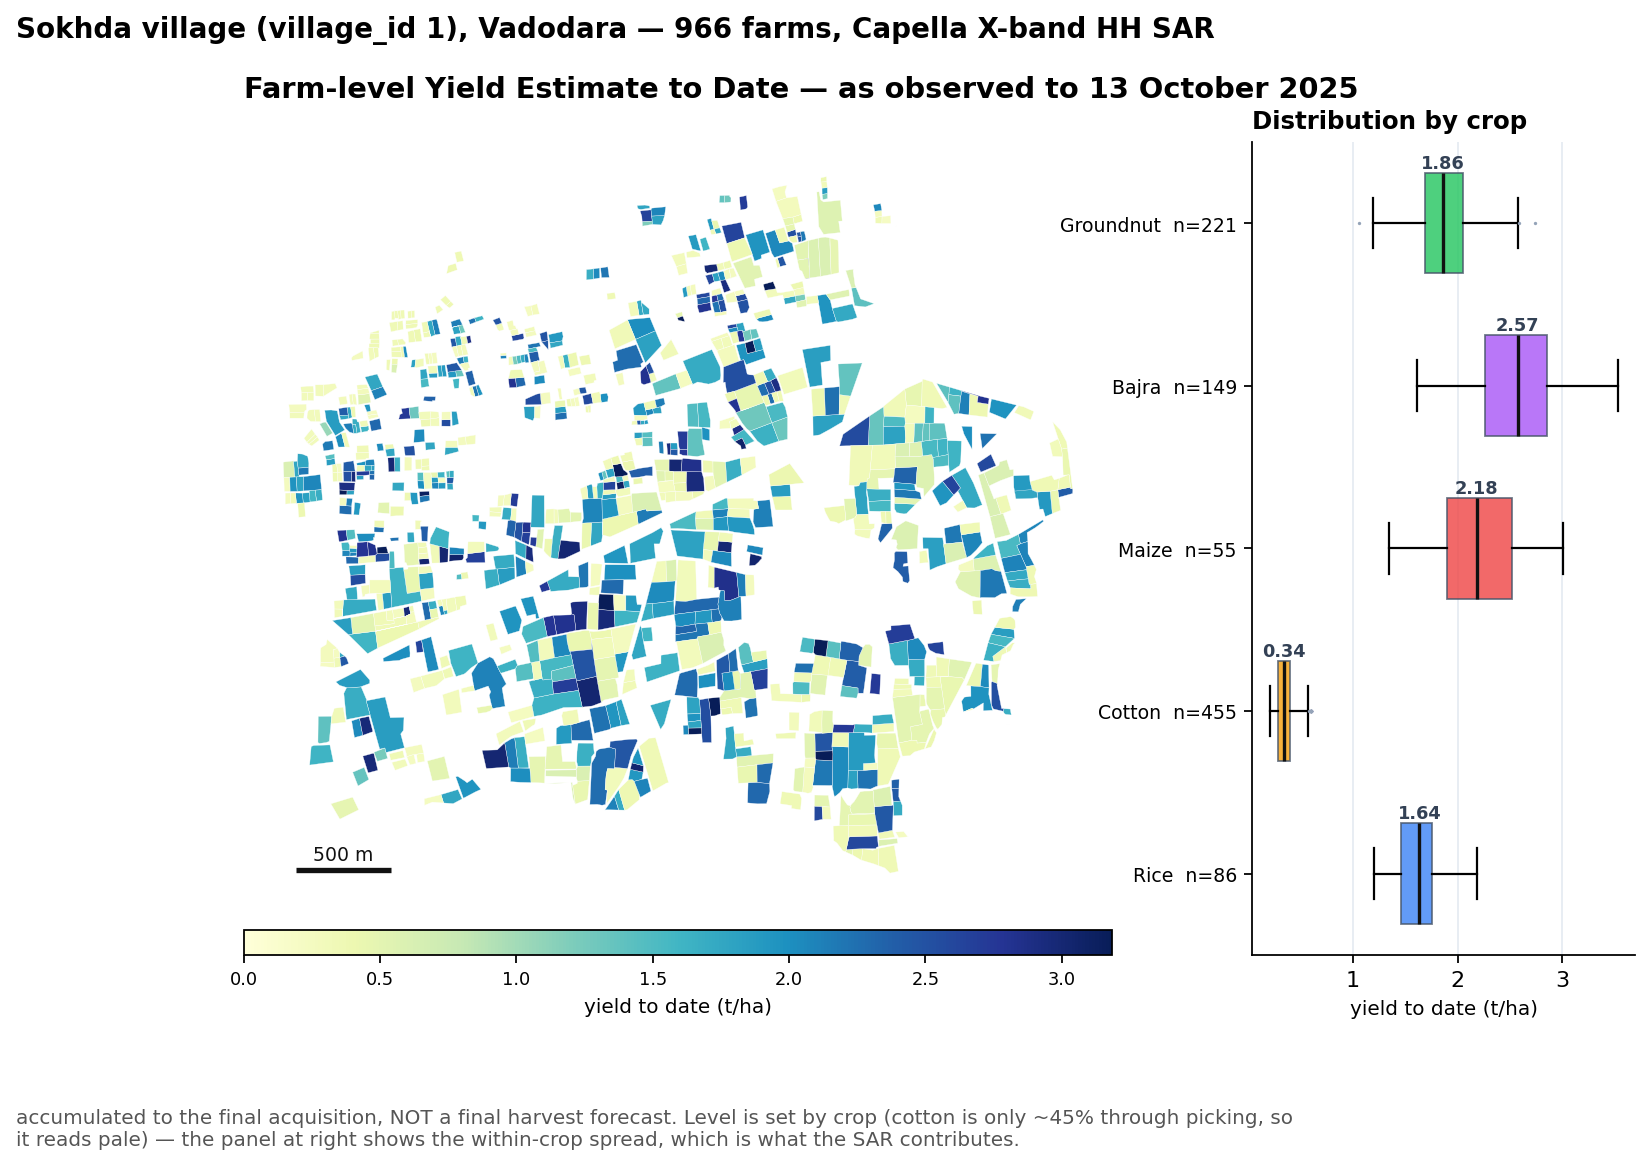 Sokhda village (village_id 1), Vadodara — 966 farms, Capella X-band HH SAR
Farm-level Yield Estimate to Date — as observed to 13 October 2025
Distribution by crop
1.86
Groundnut n=221
2.57
Bajra n=149
2.18
Maize n=55
0.34
Cotton n=455
1.64
Rice n=86
500 m
0.0 0.5 1.0 1.5 2.0 2.5 3.0
yield to date (t/ha)
1 2 3
yield to date (t/ha)
accumulated to the final acquisition, NOT a final harvest forecast. Level is set by crop (cotton is only ~45% through picking, so
it reads pale) — the panel at right shows the within-crop spread, which is what the SAR contributes.